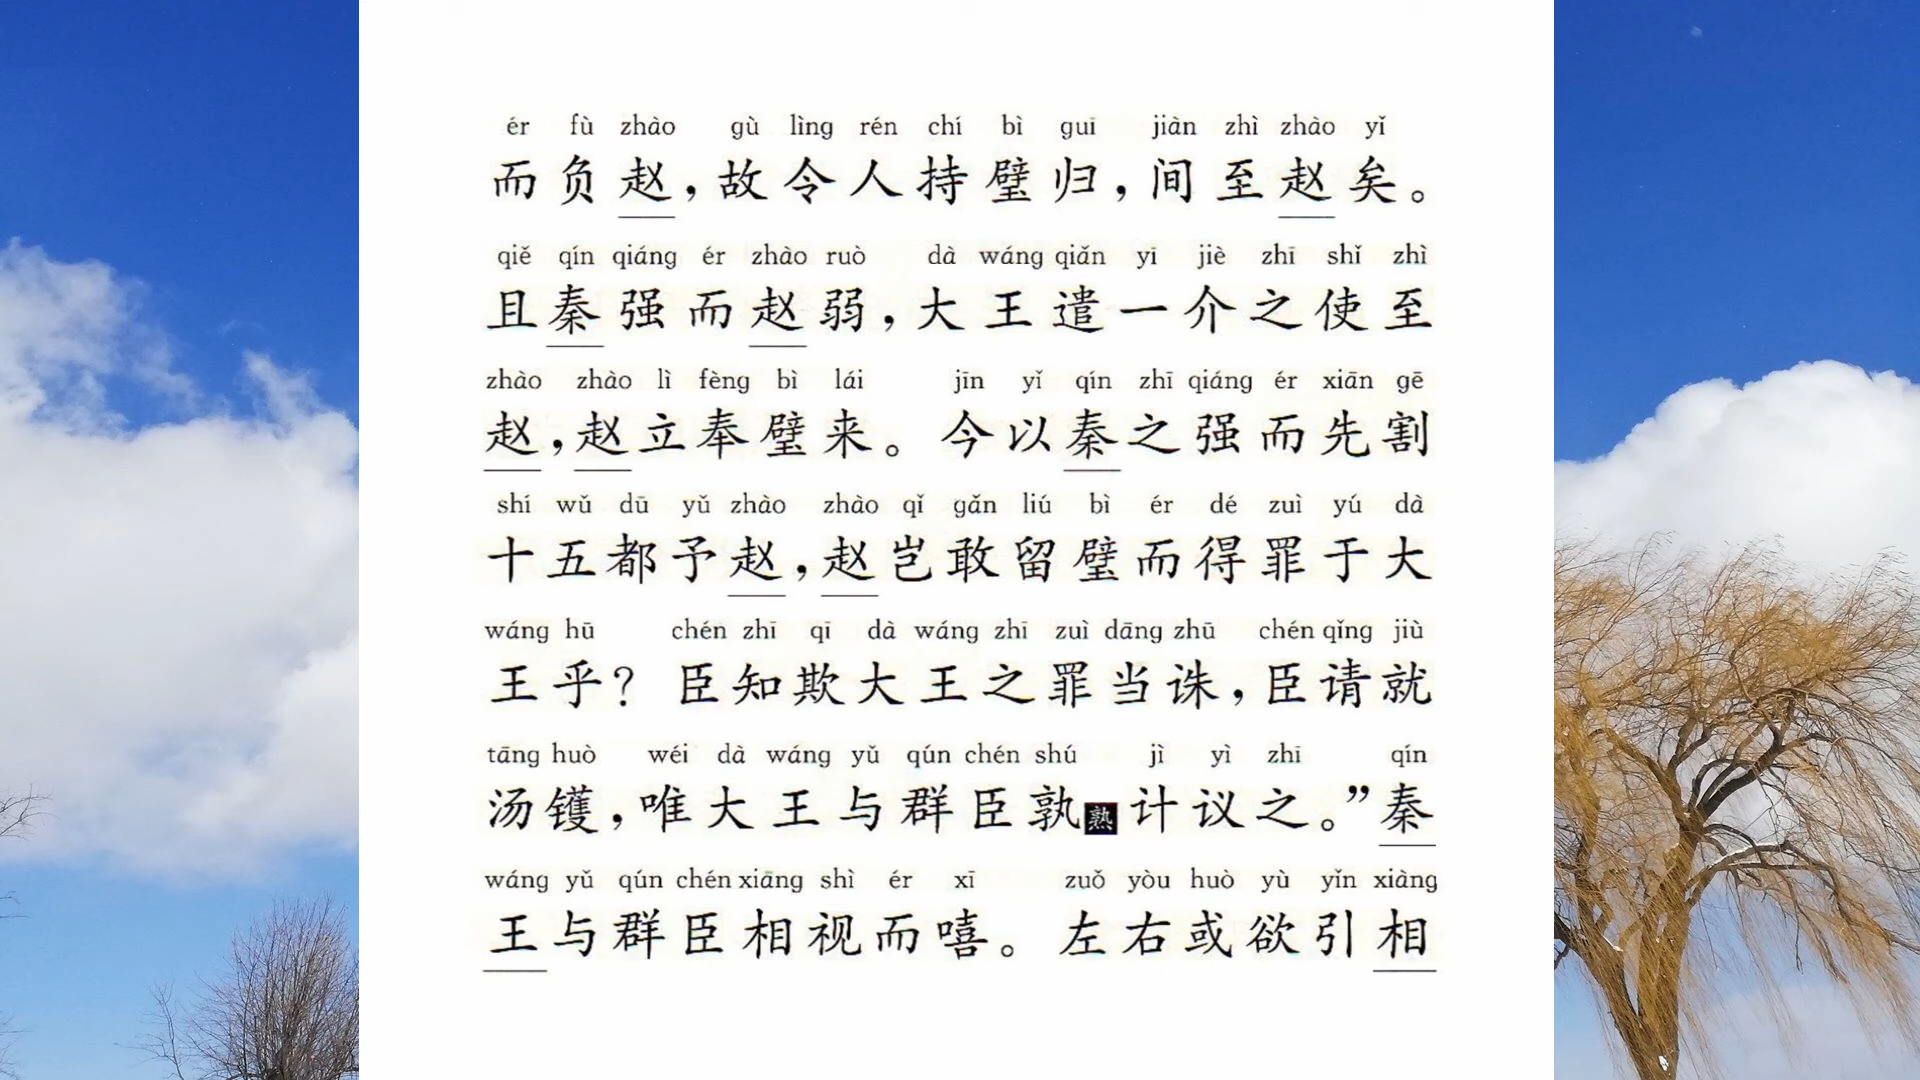 ér fù zhào gù lìng rén chí bì guī jiàn zhì zhào yǐ
而负赵,故令人持璧归,间至赵矣。
qiě qín qiáng ér zhào ruò dà wáng qiǎn yī jiè zhī shǐ zhì
且秦强而赵弱,大王遣一介之使至
zhào zhào lì fèng bì lái jīn yǐ qín zhī qiáng ér xiān gē
赵,赵立奉璧来。今以秦之强而先割
shí wǔ dū yǔ zhào zhào qǐ gǎn liú bì ér dé zuì yú dà
十五都予赵,赵岂敢留璧而得罪于大
wáng hū chén zhī qī dà wáng zhī zuì dāng zhū chén qǐng jiù
王乎?臣知欺大王之罪当诛,臣请就
tāng huò wéi dà wáng yǔ qún chén shú jì yì zhī qín
汤镬,唯大王与群臣孰熟计议之。”秦
wáng yǔ qún chén xiāng shì ér xī zuǒ yòu huò yù yǐn xiàng
王与群臣相视而嘻。左右或欲引相